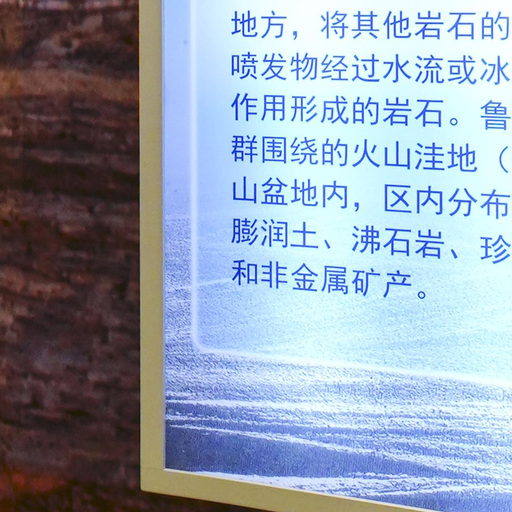 地方，将其他岩石的
喷发物经过水流或冰
作用形成的岩石。鲁
群围绕的火山洼地（
山盆地内，区内分布
膨润土、沸石岩、珍
和非金属矿产。